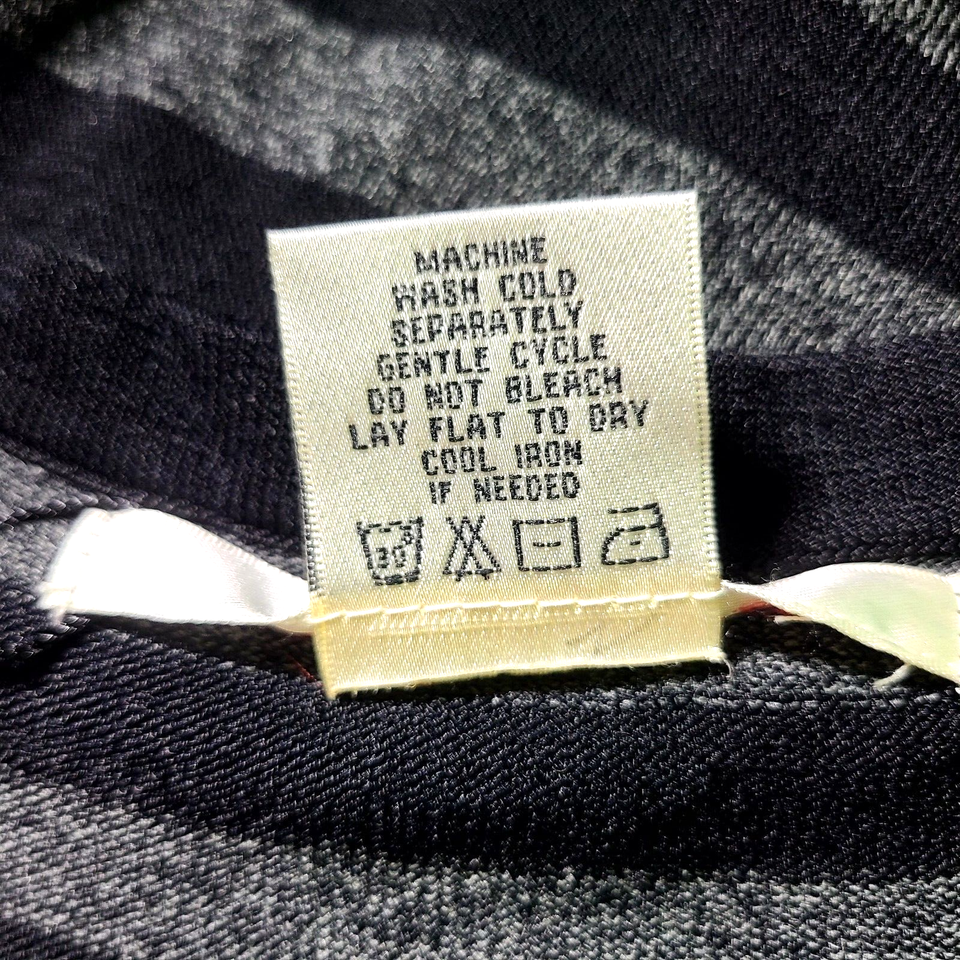 MACHINE
WASH COLD
SEPARATELY
GENTLE CYCLE
DO NOT BLEACH
LAY FLAT TO DRY
COOL IRON
IF NEEDED
30°